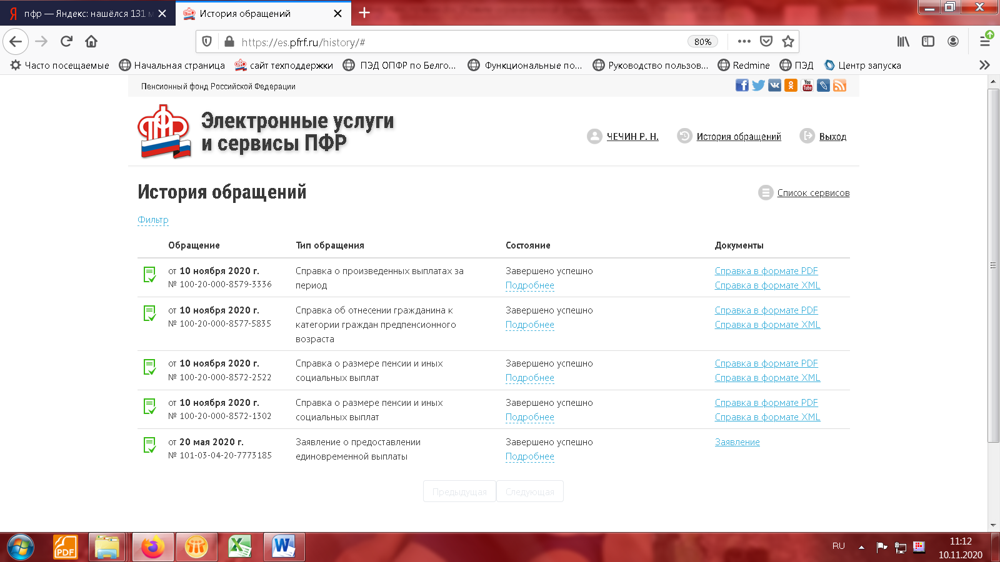 пфр — Яндекс: нашёлся 131 м
История обращений
https://es.pfrf.ru/history/#
80%
Часто посещаемые
Начальная страница
сайт техподдержки
ПЭД ОПФР по Белго...
Функциональные по...
Руководство пользов...
Redmine
ПЭД
Центр запуска
Пенсионный фонд Российской Федерации
Электронные услуги
и сервисы ПФР
ЧЕЧИН Р. Н.
История обращений
Выход
История обращений
Список сервисов
Фильтр
Обращение Тип обращения Состояние Документы
от 10 ноября 2020 г. Справка о произведенных выплатах за Завершено успешно Справка в формате PDF
№ 100-20-000-8579-3336 период Подробнее Справка в формате XML
от 10 ноября 2020 г. Справка об отнесении гражданина к Завершено успешно Справка в формате PDF
№ 100-20-000-8577-5835 категории граждан предпенсионного Подробнее Справка в формате XML
возраста
от 10 ноября 2020 г. Справка о размере пенсии и иных Завершено успешно Справка в формате PDF
№ 100-20-000-8572-2522 социальных выплат Подробнее Справка в формате XML
от 10 ноября 2020 г. Справка о размере пенсии и иных Завершено успешно Справка в формате PDF
№ 100-20-000-8572-1302 социальных выплат Подробнее Справка в формате XML
от 20 мая 2020 г. Заявление о предоставлении Завершено успешно Заявление
№ 101-03-04-20-7773185 единовременной выплаты Подробнее
Предыдущая Следующая
PDF
RU
11:12
10.11.2020